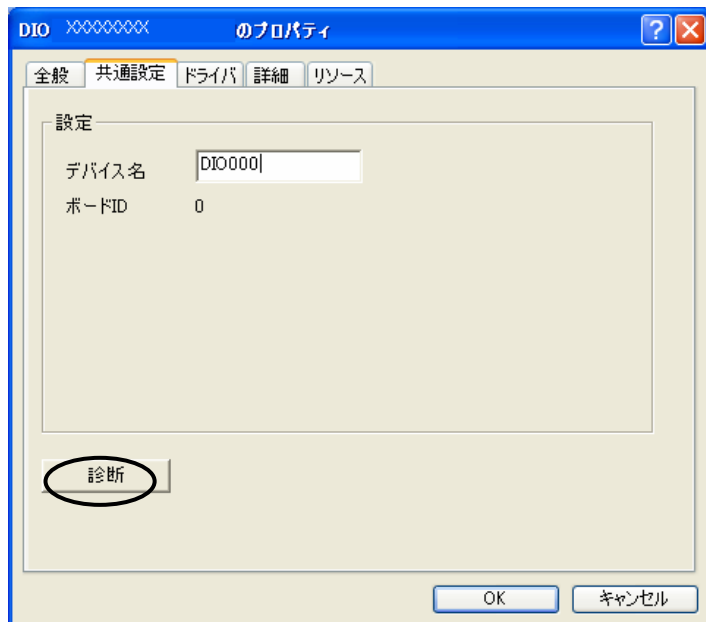 DIO XXXXXXXX のプロパティ
全般 共通設定 ドライバ 詳細 リソース
設定
デバイス名 DIO000
ボードID 0
診断
OK キャンセル